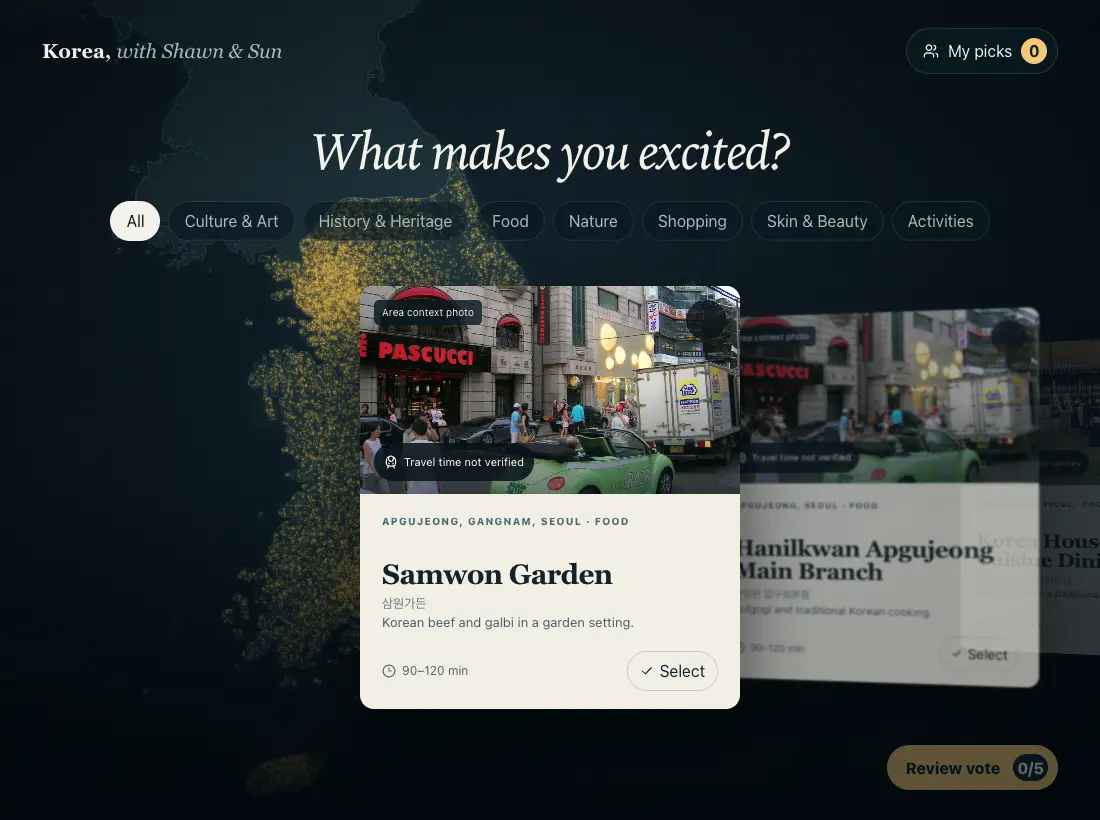 Korea, with Shawn & Sun
My picks 0
What makes you excited?
All
Culture & Art
History & Heritage
Food
Nature
Shopping
Skin & Beauty
Activities
Area context photo
PASCUCCI
Travel time not verified
APGUJEONG, GANGNAM, SEOUL · FOOD
Samwon Garden
삼원가든
Korean beef and galbi in a garden setting.
90–120 min
Select
context photo
PASCUCCI
Travel time not verified
SEOUL · FOOD
Hanilkwan Apgujeong
Main Branch
and traditional Korean cooking.
90–120 min
Select
Korea Hous
Review vote 0/5